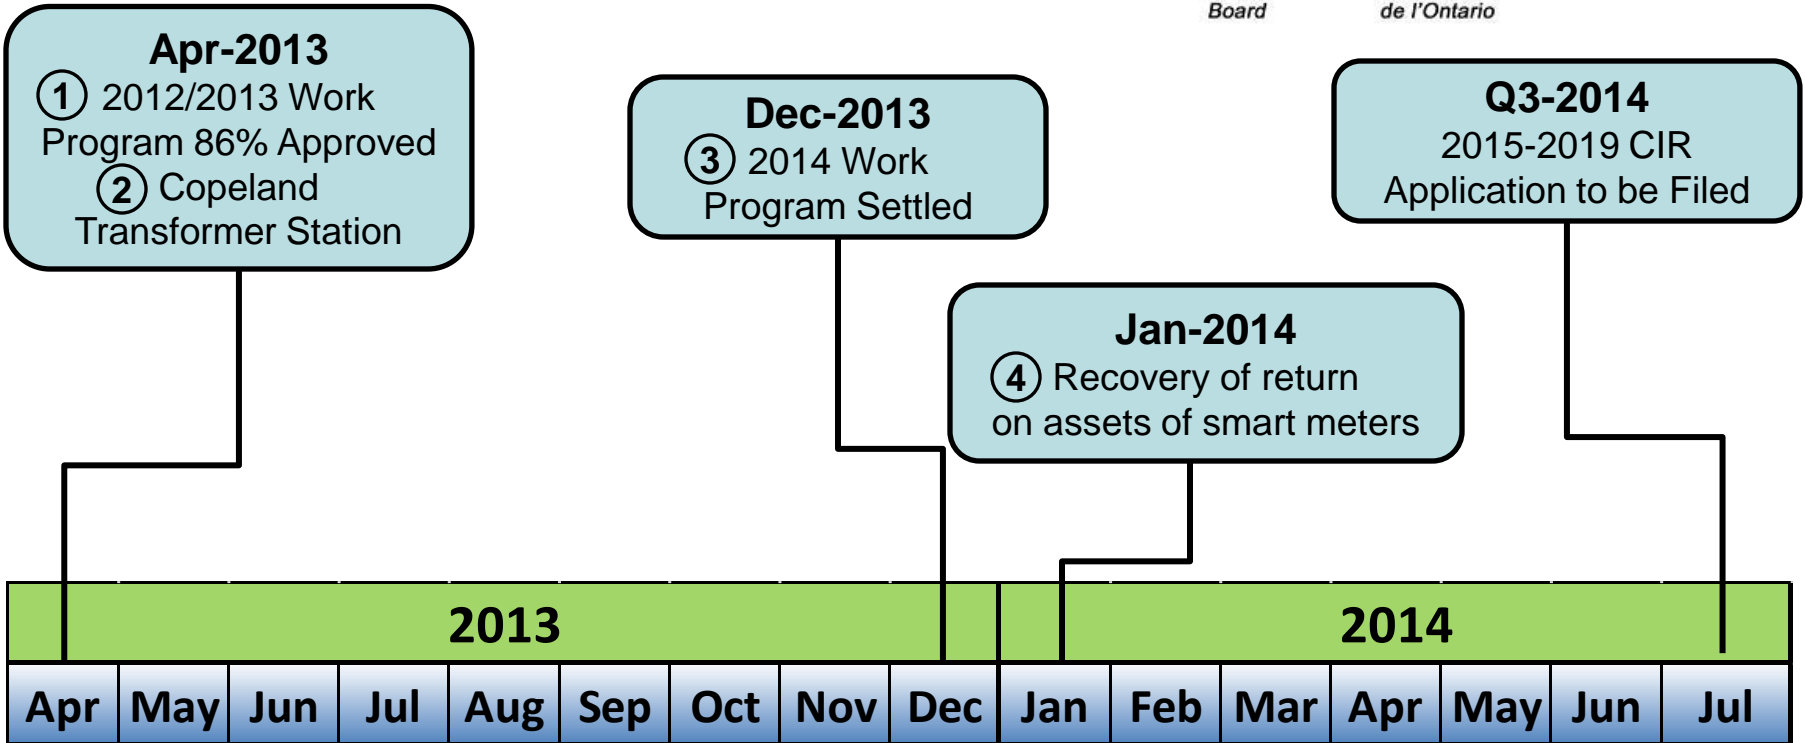 Board de l'Ontario
Apr-2013
1 2012/2013 Work
Program 86% Approved
2 Copeland
Transformer Station
Dec-2013
3 2014 Work
Program Settled
Jan-2014
4 Recovery of return
on assets of smart meters
Q3-2014
2015-2019 CIR
Application to be Filed
2013 2014
Apr May Jun Jul Aug Sep Oct Nov Dec Jan Feb Mar Apr May Jun Jul